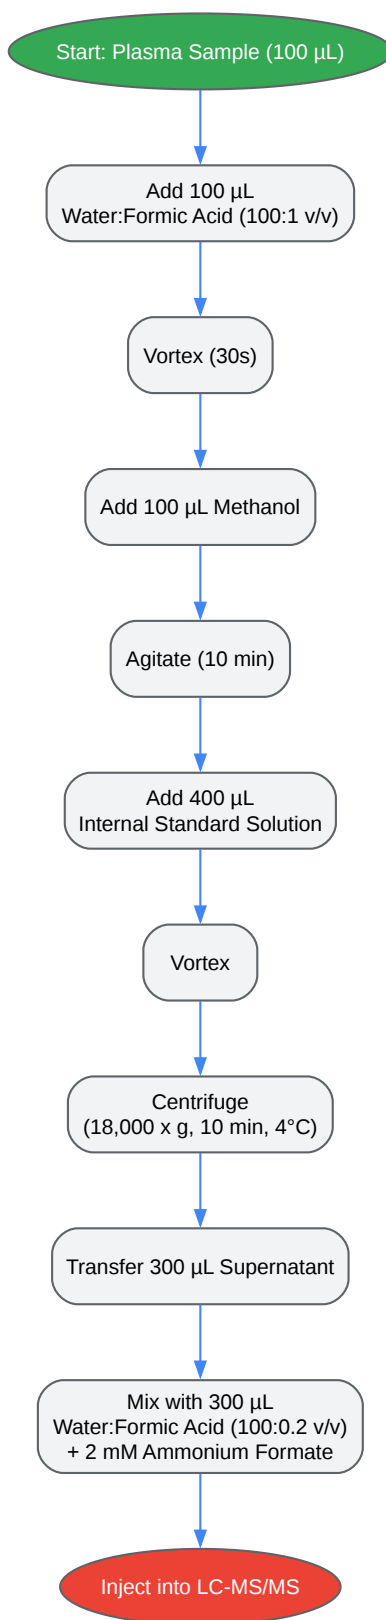 Start: Plasma Sample (100 µL)
Add 100 µL
Water:Formic Acid (100:1 v/v)
Vortex (30s)
Add 100 µL Methanol
Agitate (10 min)
Add 400 µL
Internal Standard Solution
Vortex
Centrifuge
(18,000 x g, 10 min, 4°C)
Transfer 300 µL Supernatant
Mix with 300 µL
Water:Formic Acid (100:0.2 v/v)
+ 2 mM Ammonium Formate
Inject into LC-MS/MS